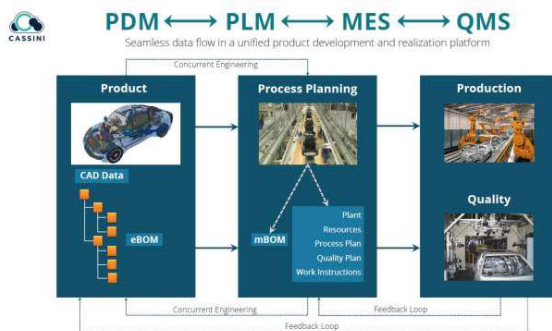 CASSINI
PDM PLM MES QMS
Seamless data flow in a unified product development and realization platform
Concurrent Engineering
Product
CAD Data
eBOM
Process Planning
mBOM
Plant
Resources
Process Plan
Quality Plan
Work Instructions
Production
Quality
Concurrent Engineering
Feedback Loop
Feedback Loop